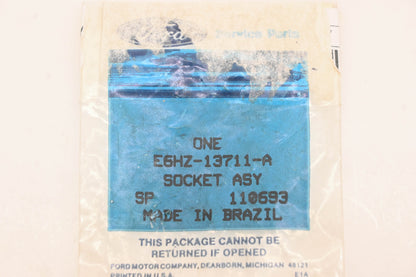 Ford
Parts
ONE
E6HZ-13711-A
SOCKET ASY
SP 110693
MADE IN BRAZIL
THIS PACKAGE CANNOT BE
RETURNED IF OPENED
FORD MOTOR COMPANY, DEARBORN, MICHIGAN 48121
PRINTED IN U.S.A.